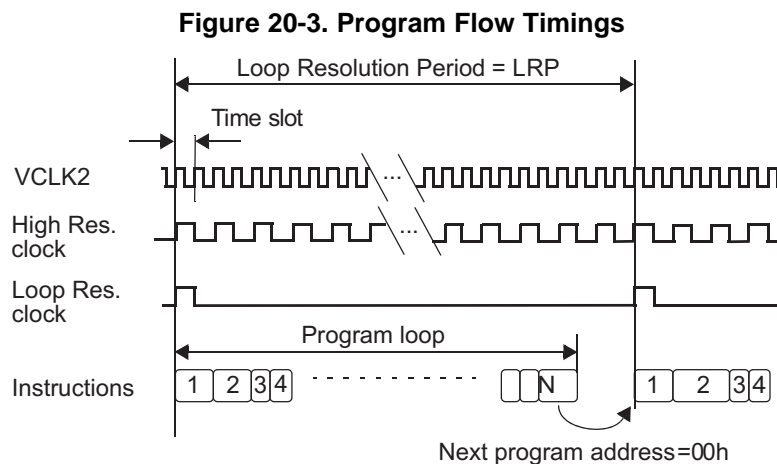 Figure 20-3. Program Flow Timings
Loop Resolution Period = LRP
Time slot
VCLK2
...
High Res.
clock
...
Loop Res.
clock
Program loop
Instructions
1 2 3 4
N
1 2 3 4
Next program address=00h